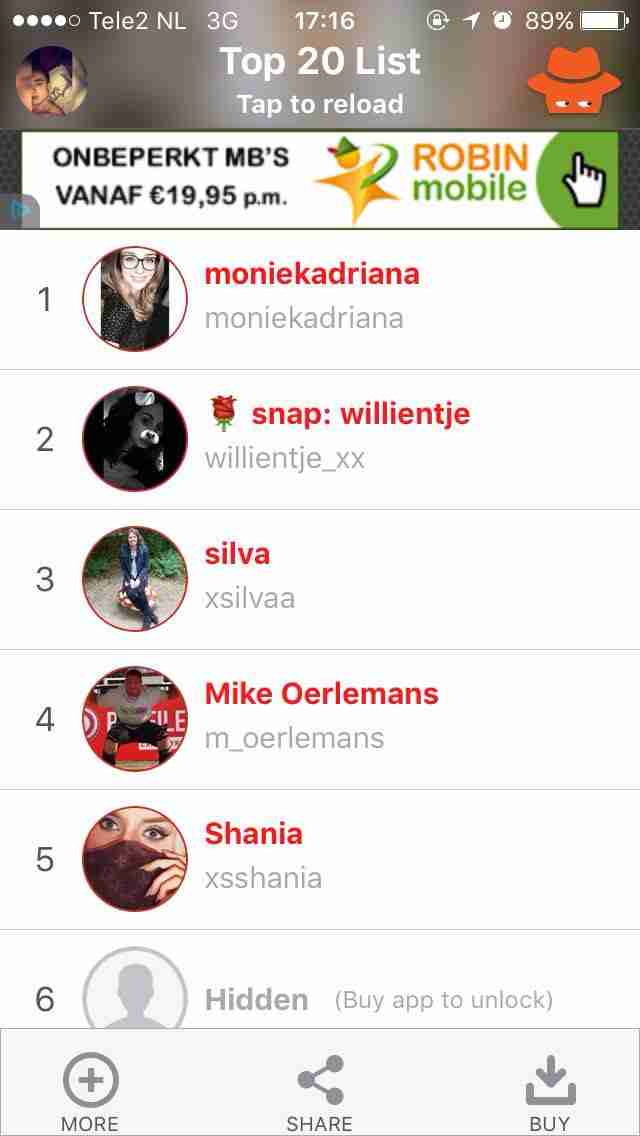 Tele2 NL 3G 17:16 89%
Top 20 List
Tap to reload
ONBEPERKT MB'S
VANAF €19,95 p.m.
ROBIN
mobile
1 moniekadriana
moniekadriana
2 🌹 snap: willientje
willientje_xx
3 silva
xsilvaa
4 Mike Oerlemans
m_oerlemans
5 Shania
xsshania
6 Hidden (Buy app to unlock)
MORE SHARE BUY